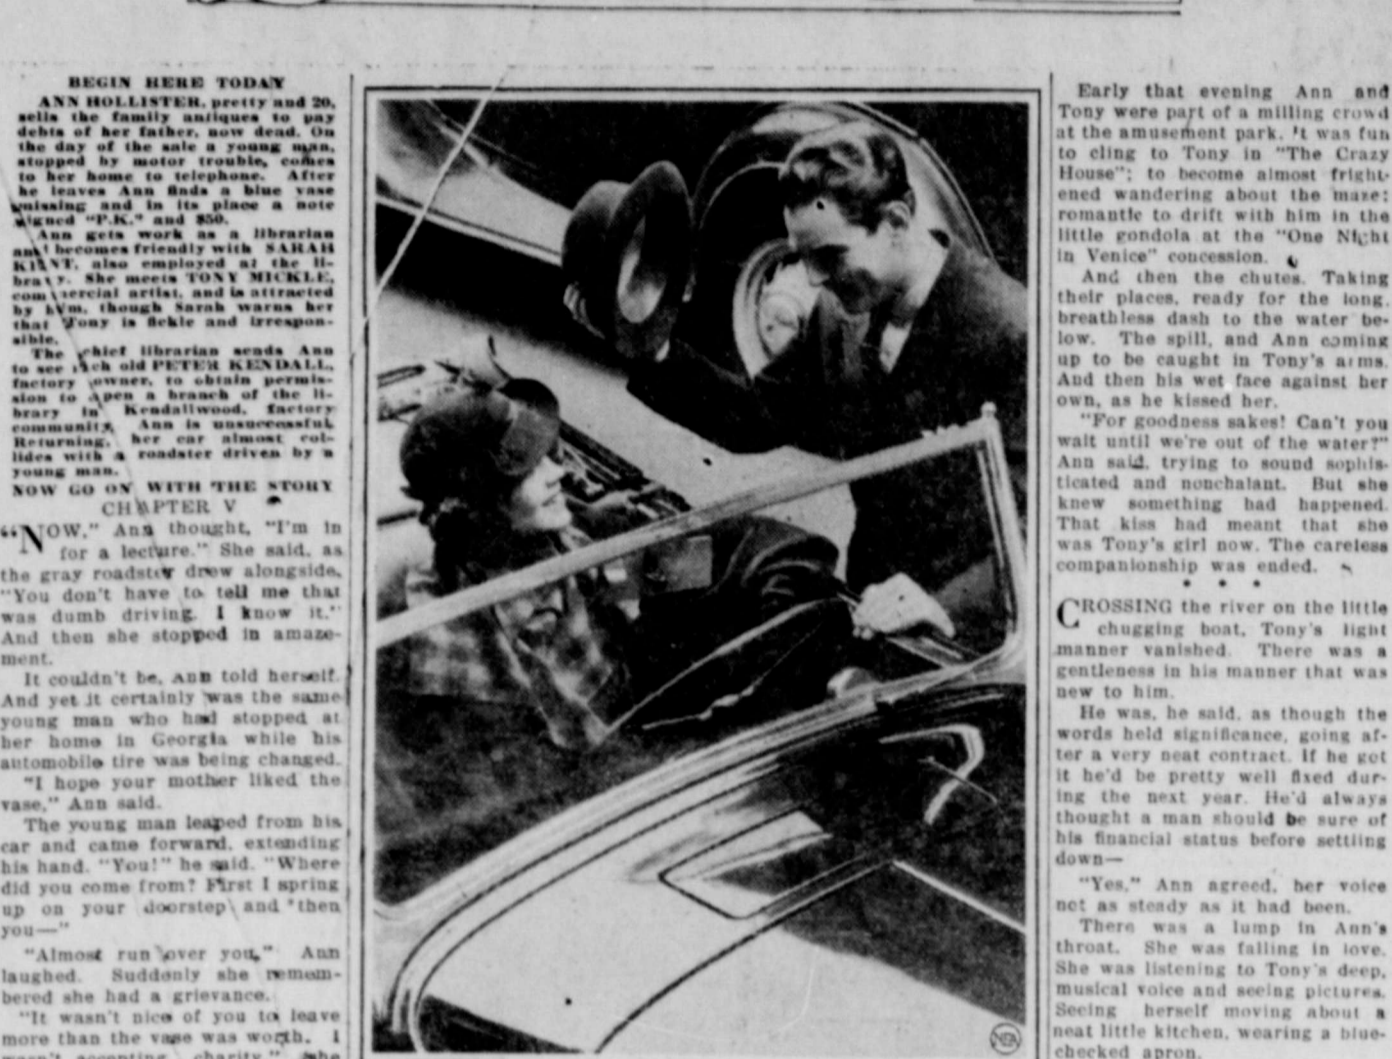 BEGIN HERE TODAY
ANN HOLLISTER, pretty and 20,
sells the family antiques to pay
debts of her father, now dead. On
the day of the sale a young man,
stopped by motor trouble, comes
to her home to telephone. After
he leaves Ann finds a blue vase
missing and in its place a note
signed "P.K." and $50.
Ann gets work as a librarian
and becomes friendly with SARAH
KENT, also employed at the li-
brary. She meets TONY MICKLE,
commercial artist, and is attracted
by him, though Sarah warns her
that Tony is fickle and irrespon-
sible.
The chief librarian sends Ann
to see rich old PETER KENDALL,
factory owner, to obtain permis-
sion to open a branch of the li-
brary in Kendallwood, factory
community. Ann is unsuccessful.
Returning, her car almost col-
lides with a roadster driven by a
young man.
NOW GO ON WITH THE STORY
CHAPTER V
"NOW," Ann thought, "I'm in
for a lecture." She said, as
the gray roadster drew alongside,
"You don't have to tell me that
was dumb driving. I know it."
And then she stopped in amaze-
ment.
It couldn't be, Ann told herself.
And yet it certainly was the same
young man who had stopped at
her home in Georgia while his
automobile tire was being changed.
"I hope your mother liked the
vase," Ann said.
The young man leaped from his
car and came forward, extending
his hand. "You!" he said. "Where
did you come from? First I spring
up on your doorstep and then
you—"
"Almost run over you," Ann
laughed. Suddenly she remem-
bered she had a grievance.
"It wasn't nice of you to leave
more than the vase was worth. I
wasn't accepting charity," she
NEA
Early that evening Ann and
Tony were part of a milling crowd
at the amusement park. 't was fun
to cling to Tony in "The Crazy
House"; to become almost fright-
ened wandering about the maze;
romantic to drift with him in the
little gondola at the "One Night
in Venice" concession.
And then the chutes. Taking
their places, ready for the long,
breathless dash to the water be-
low. The spill, and Ann coming
up to be caught in Tony's arms.
And then his wet face against her
own, as he kissed her.
"For goodness sakes! Can't you
wait until we're out of the water?"
Ann said, trying to sound sophis-
ticated and nonchalant. But she
knew something had happened.
That kiss had meant that she
was Tony's girl now. The careless
companionship was ended.
* * *
CROSSING the river on the little
chugging boat, Tony's light
manner vanished. There was a
gentleness in his manner that was
new to him.
He was, he said, as though the
words held significance, going af-
ter a very neat contract. If he got
it he'd be pretty well fixed dur-
ing the next year. He'd always
thought a man should be sure of
his financial status before settling
down—
"Yes," Ann agreed, her voice
not as steady as it had been.
There was a lump in Ann's
throat. She was falling in love.
She was listening to Tony's deep,
musical voice and seeing pictures.
Seeing herself moving about a
neat little kitchen, wearing a blue-
checked apron.